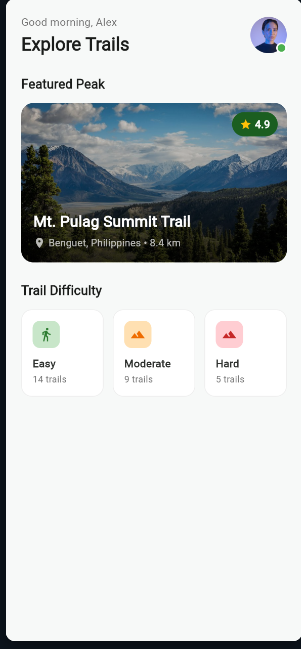 Good morning, Alex
Explore Trails
Featured Peak
4.9
Mt. Pulag Summit Trail
Benguet, Philippines • 8.4 km
Trail Difficulty
Easy
14 trails
Moderate
9 trails
Hard
5 trails